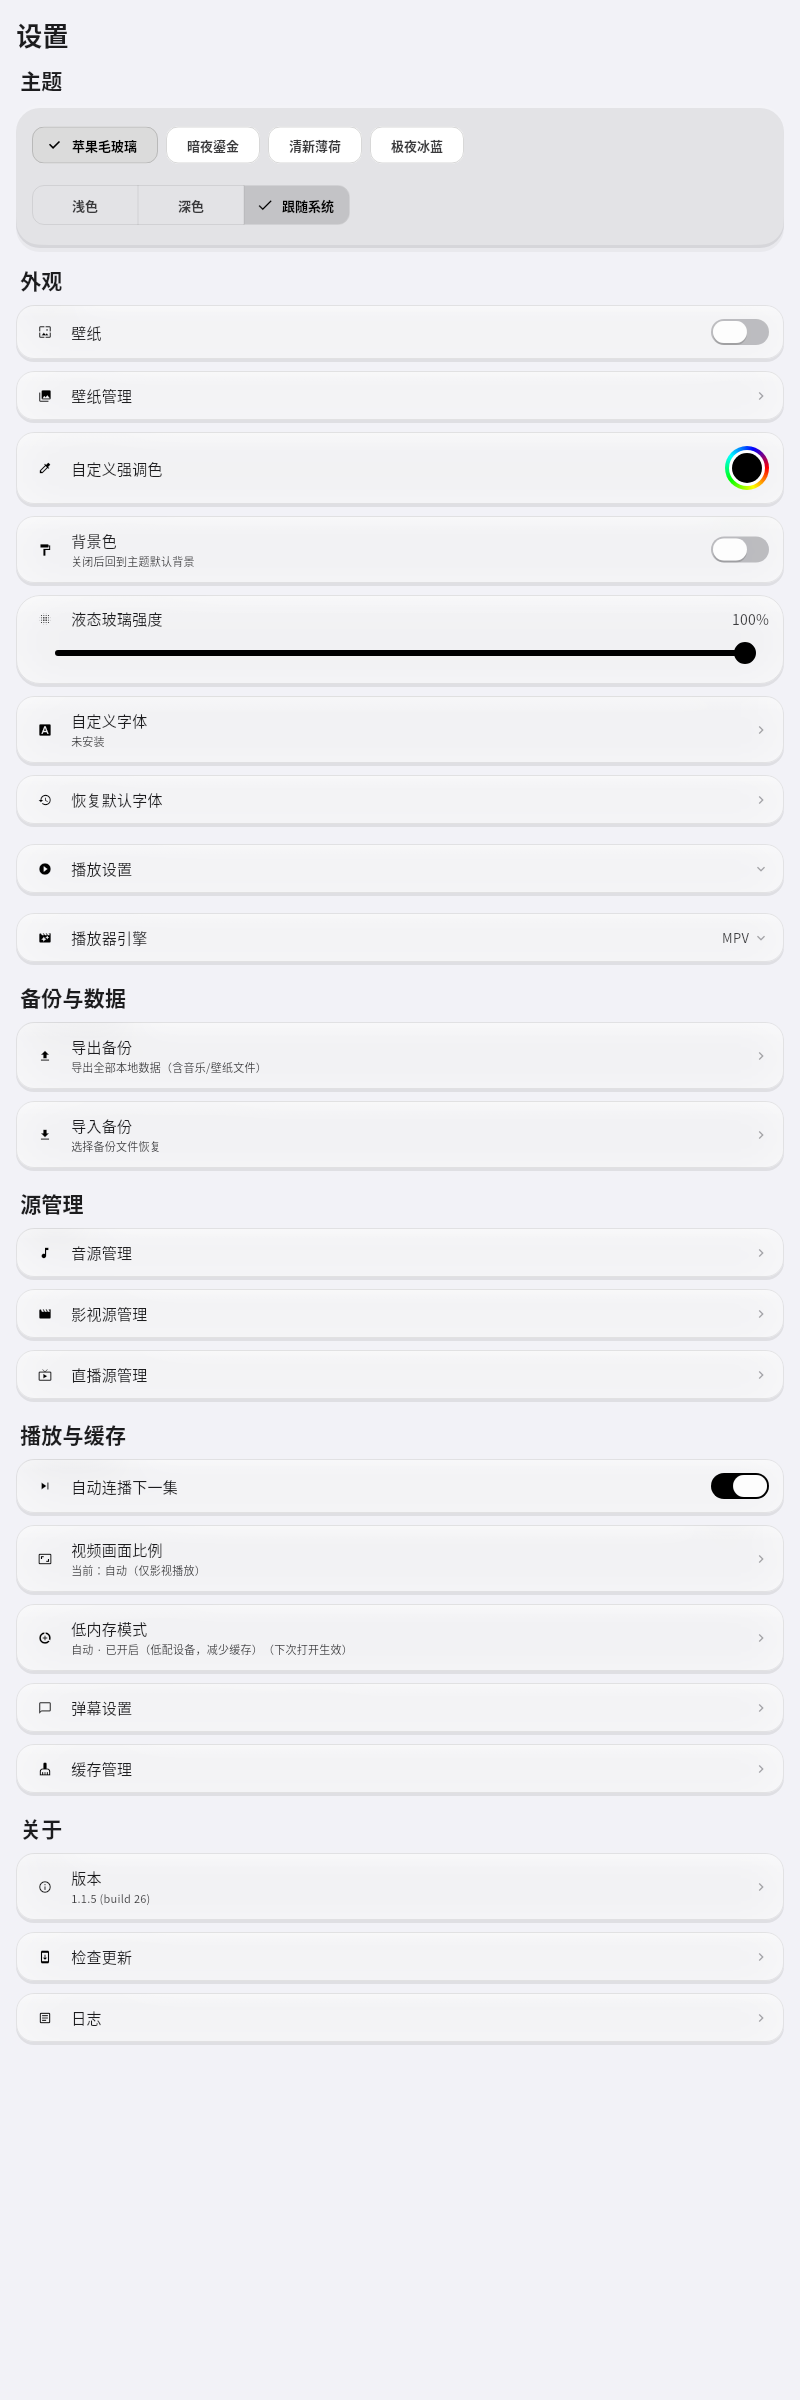 设置
主题
苹果毛玻璃 暗夜鎏金 清新薄荷 极夜冰蓝
浅色 深色 跟随系统
外观
壁纸
壁纸管理
自定义强调色
背景色
关闭后回到主题默认背景
液态玻璃强度 100%
自定义字体
未安装
恢复默认字体
播放设置
播放器引擎 MPV
备份与数据
导出备份
导出全部本地数据（含音乐/壁纸文件）
导入备份
选择备份文件恢复
源管理
音源管理
影视源管理
直播源管理
播放与缓存
自动连播下一集
视频画面比例
当前：自动（仅影视播放）
低内存模式
自动 · 已开启（低配设备，减少缓存）（下次打开生效）
弹幕设置
缓存管理
关于
版本
1.1.5 (build 26)
检查更新
日志